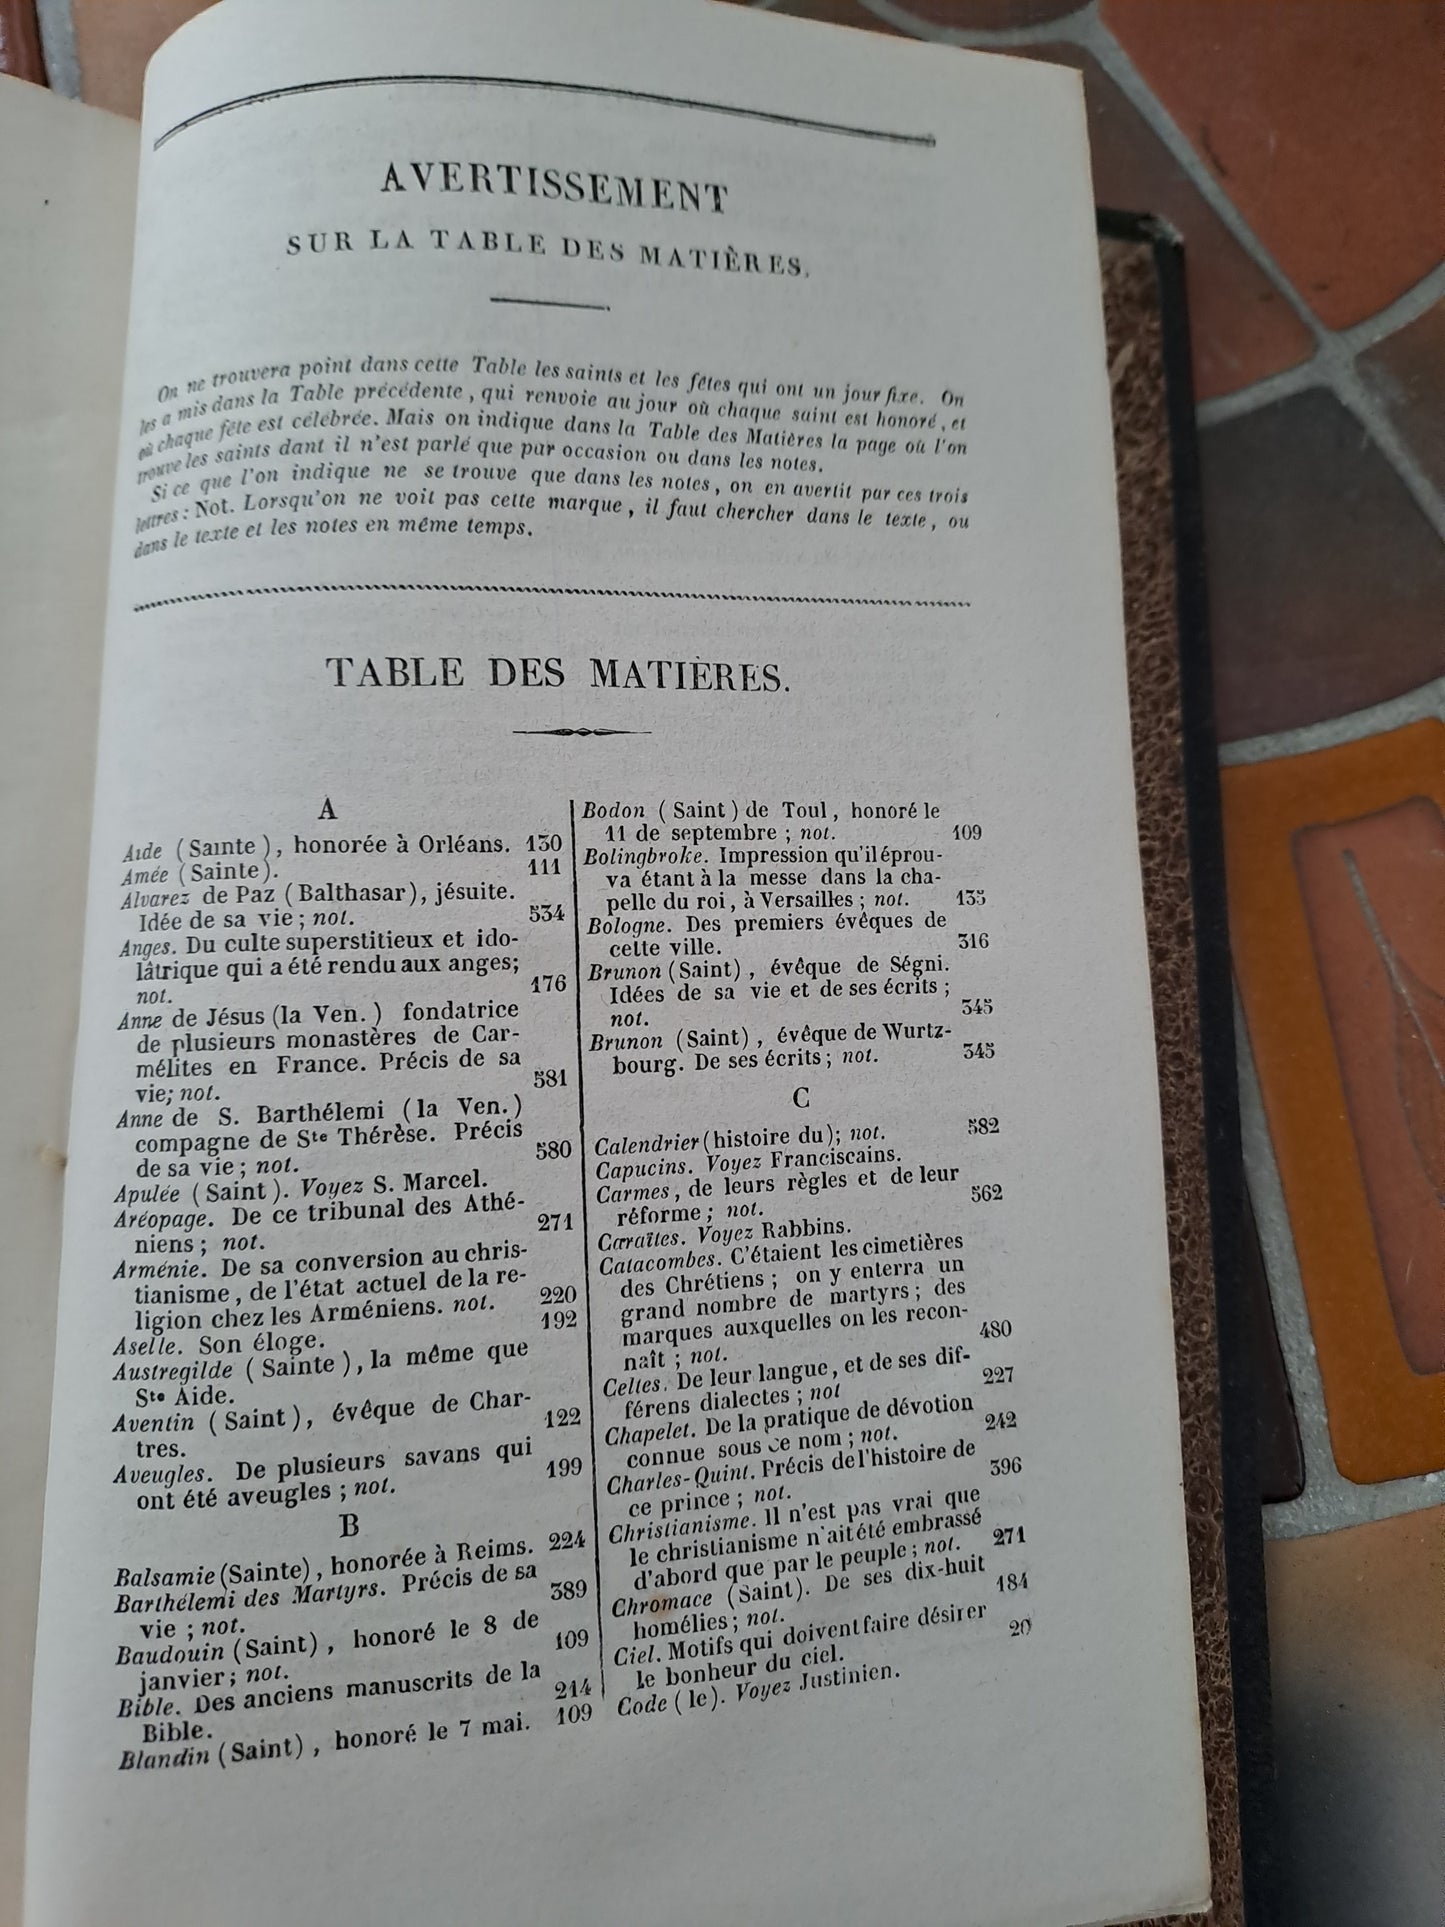 AVERTISSEMENT
SUR LA TABLE DES MATIÈRES.
On ne trouvera point dans cette Table les saints et les fêtes qui ont un jour fixe. On
les a mis dans la Table précédente, qui renvoie au jour où chaque saint est honoré, et
où chaque fête est célébrée. Mais on indique dans la Table des Matières la page où l'on
trouve les saints dant il n'est parlé que par occasion ou dans les notes.
Si ce que l'on indique ne se trouve que dans les notes, on en avertit par ces trois
lettres : Not. Lorsqu'on ne voit pas cette marque, il faut chercher dans le texte, ou
dans le texte et les notes en même temps.
TABLE DES MATIÈRES.
A
Aide (Sainte), honorée à Orléans. 130
Amée (Sainte). 111
Alvarez de Paz (Balthasar), jésuite.
Idée de sa vie; not. 534
Anges. Du culte superstitieux et ido-
lâtrique qui a été rendu aux anges;
not. 176
Anne de Jésus (la Ven.) fondatrice
de plusieurs monastères de Car-
mélites en France. Précis de sa
vie; not. 581
Anne de S. Barthélemi (la Ven.)
compagne de Ste Thérèse. Précis
de sa vie; not. 580
Apulée (Saint). Voyez S. Marcel.
Aréopage. De ce tribunal des Athé-
niens; not. 271
Arménie. De sa conversion au chris-
tianisme, de l'état actuel de la re-
ligion chez les Arméniens. not. 220
Aselle. Son éloge. 192
Austregilde (Sainte), la même que
Ste Aide.
Aventin (Saint), évêque de Char-
tres. 122
Aveugles. De plusieurs savans qui
ont été aveugles; not. 199
B
Balsamie (Sainte), honorée à Reims. 224
Barthélemi des Martyrs. Précis de sa
vie; not. 389
Baudouin (Saint), honoré le 8 de
janvier; not. 109
Bible. Des anciens manuscrits de la
Bible. 214
Blandin (Saint), honoré le 7 mai. 109
Bodon (Saint) de Toul, honoré le
11 de septembre; not. 109
Bolingbroke. Impression qu'il éprou-
va étant à la messe dans la cha-
pelle du roi, à Versailles; not. 135
Bologne. Des premiers évêques de
cette ville. 316
Brunon (Saint), évêque de Ségni.
Idées de sa vie et de ses écrits;
not. 345
Brunon (Saint), évêque de Wurtz-
bourg. De ses écrits; not. 345
C
Calendrier (histoire du); not. 582
Capucins. Voyez Franciscains.
Carmes, de leurs règles et de leur
réforme; not. 562
Caraïtes. Voyez Rabbins.
Catacombes. C'étaient les cimetières
des Chrétiens; on y enterra un
grand nombre de martyrs; des
marques auxquelles on les recon-
naît; not. 480
Celtes. De leur langue, et de ses dif-
férens dialectes; not 227
Chapelet. De la pratique de dévotion
connue sous ce nom; not. 242
Charles-Quint. Précis de l'histoire de
ce prince; not. 396
Christianisme. Il n'est pas vrai que
le christianisme n'ait été embrassé
d'abord que par le peuple; not. 271
Chromace (Saint). De ses dix-huit
homélies; not. 184
Ciel. Motifs qui doivent faire désirer
le bonheur du ciel. 20
Code (le). Voyez Justinien.